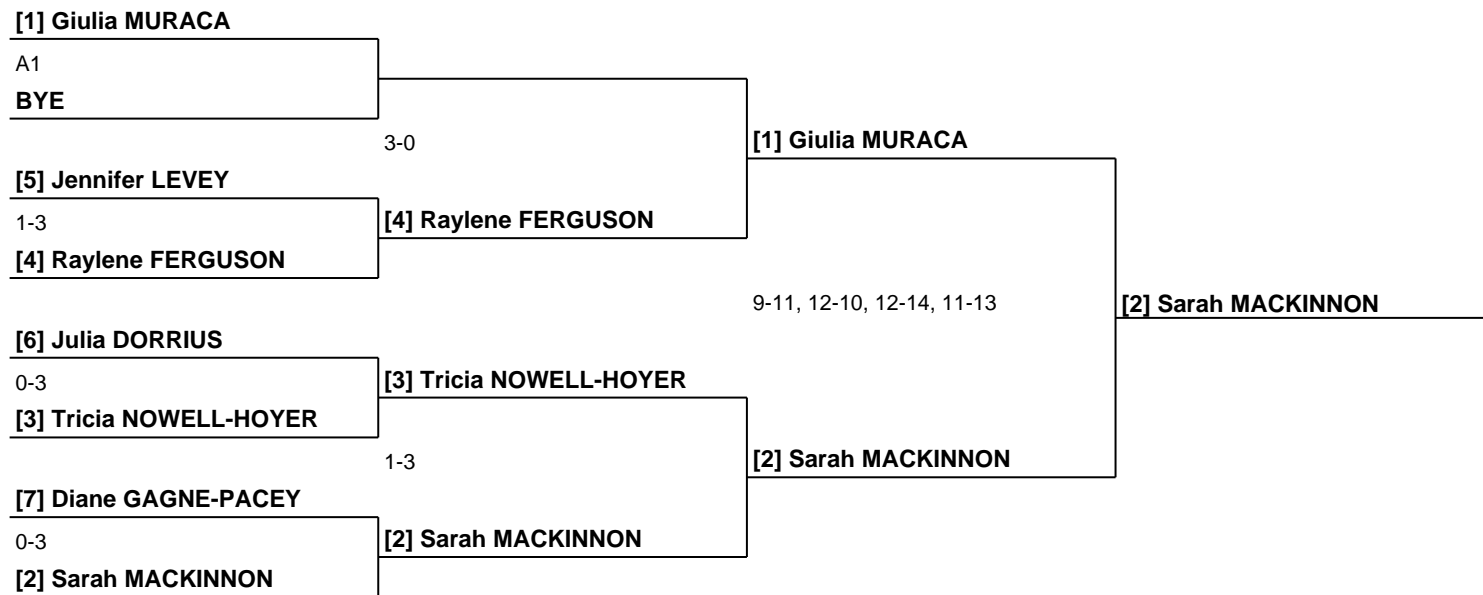 [1] Giulia MURACA
A1
BYE
3-0
[1] Giulia MURACA
[5] Jennifer LEVEY
1-3
[4] Raylene FERGUSON
[4] Raylene FERGUSON
9-11, 12-10, 12-14, 11-13
[2] Sarah MACKINNON
[6] Julia DORRIUS
0-3
[3] Tricia NOWELL-HOYER
[3] Tricia NOWELL-HOYER
1-3
[2] Sarah MACKINNON
[7] Diane GAGNE-PACEY
0-3
[2] Sarah MACKINNON
[2] Sarah MACKINNON